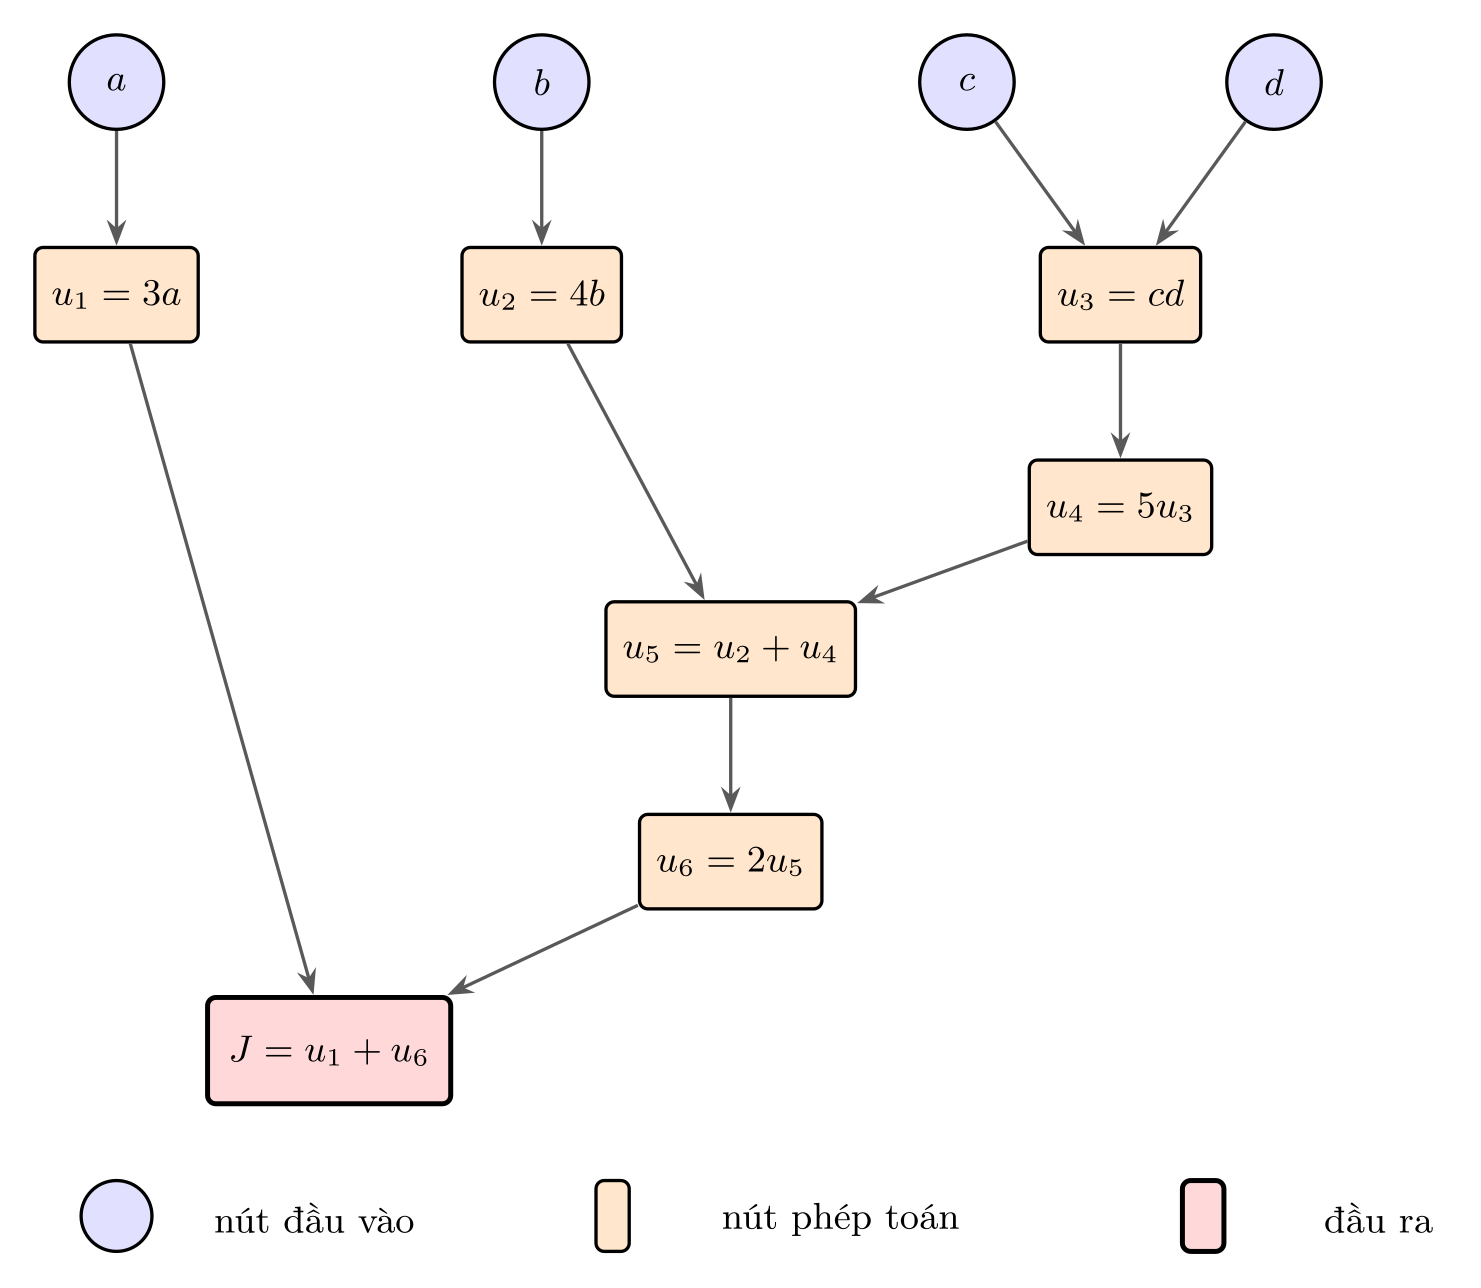 a
b
c
d
u₁ = 3a
u₂ = 4b
u₃ = cd
u₄ = 5u₃
u₅ = u₂ + u₄
u₆ = 2u₅
J = u₁ + u₆
nút đầu vào
nút phép toán
đầu ra